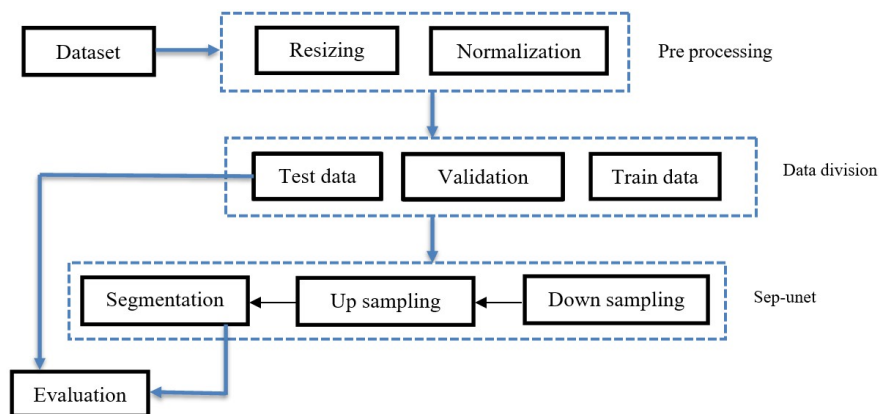 Dataset
Resizing
Normalization
Pre processing
Test data
Validation
Train data
Data division
Segmentation
Up sampling
Down sampling
Sep-unet
Evaluation